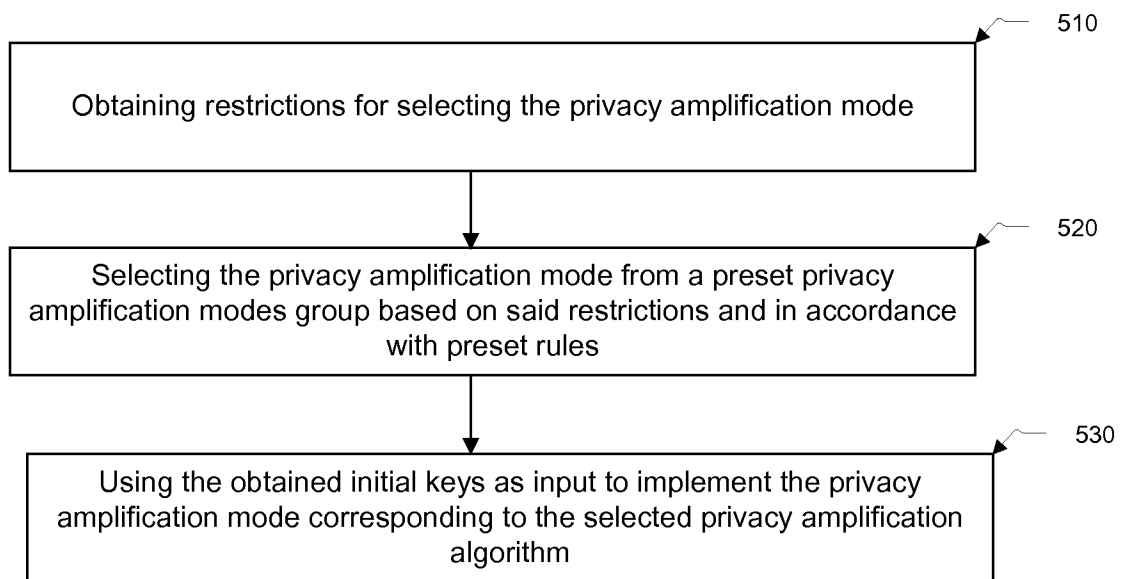 510
Obtaining restrictions for selecting the privacy amplification mode
520
Selecting the privacy amplification mode from a preset privacy
amplification modes group based on said restrictions and in accordance
with preset rules
530
Using the obtained initial keys as input to implement the privacy
amplification mode corresponding to the selected privacy amplification
algorithm